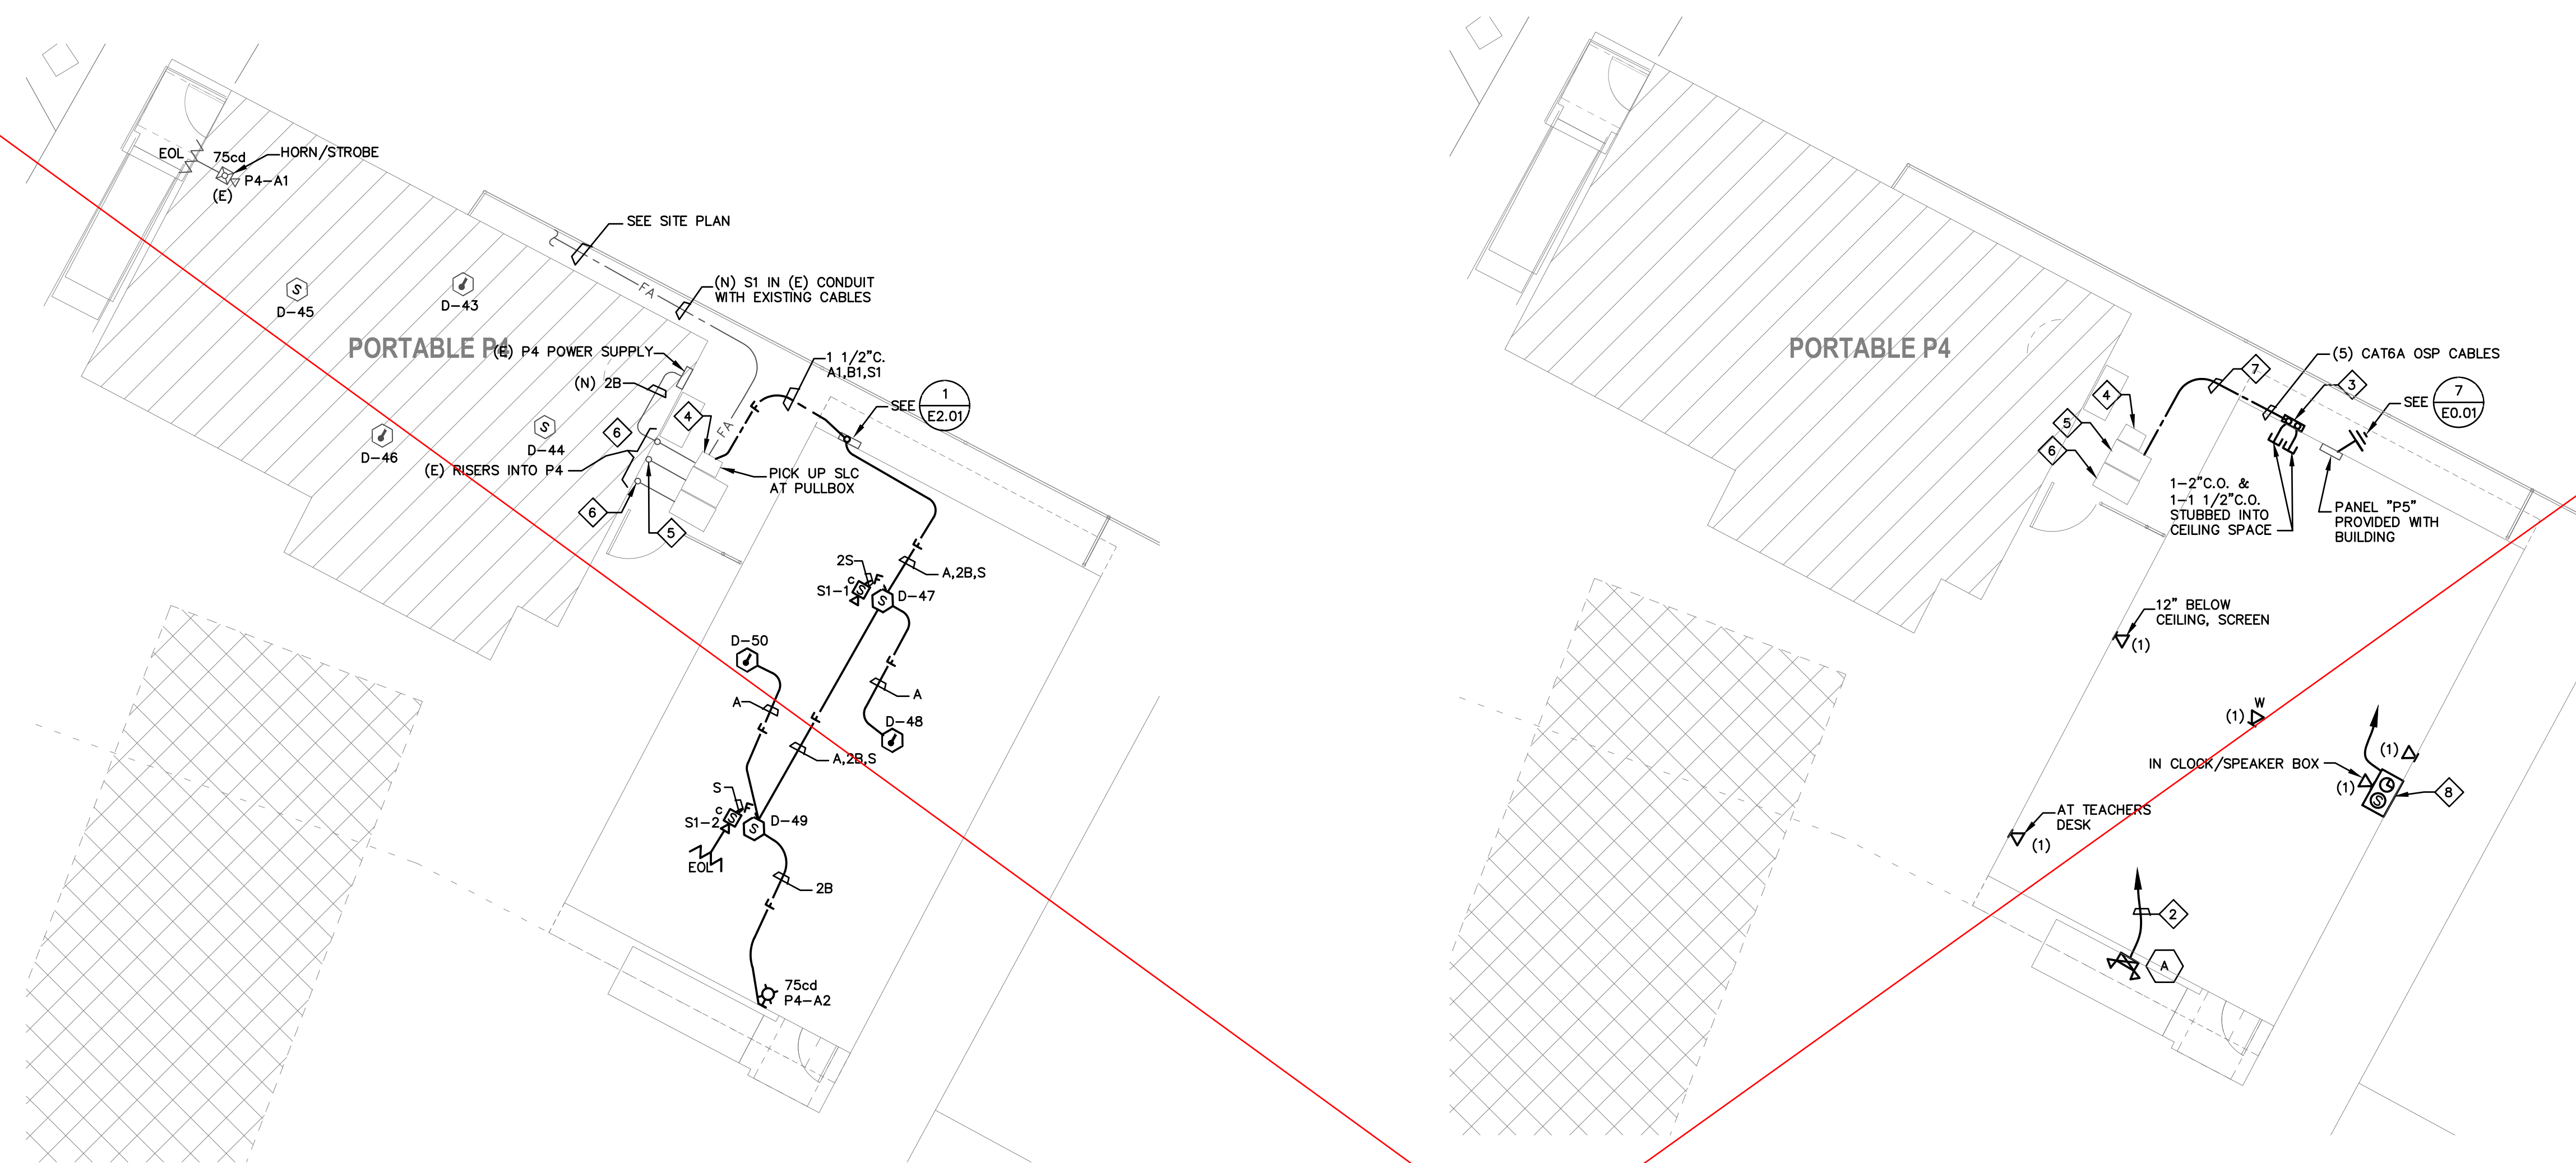 EOL
75cd
HORN/STROBE
P4-A1
(E)
SEE SITE PLAN
(N) S1 IN (E) CONDUIT
WITH EXISTING CABLES
FA
D-45
D-43
PORTABLE P4
(E) P4 POWER SUPPLY
(N) 2B
1 1/2"C.
A1,B1,S1
SEE
1
E2.01
F
4
FA
6
D-44
D-46
(E) RISERS INTO P4
PICK UP SLC
AT PULLBOX
6
5
F
2S
A,2B,S
C
S
F
S1-1
S
D-47
D-50
F
A
A
F
F
D-48
A,2B,S
S
C
S
F
S1-2
S
D-49
EOL
2B
F
75cd
P4-A2
PORTABLE P4
(5) CAT6A OSP CABLES
7
3
4
SEE
7
E0.01
5
6
1-2"C.O. &
1-1 1/2"C.O.
STUBBED INTO
CEILING SPACE
PANEL "P5"
PROVIDED WITH
BUILDING
12" BELOW
CEILING, SCREEN
(1)
W
(1)
(1)
IN CLOCK/SPEAKER BOX
(1)
S
8
AT TEACHERS
DESK
(1)
2
A